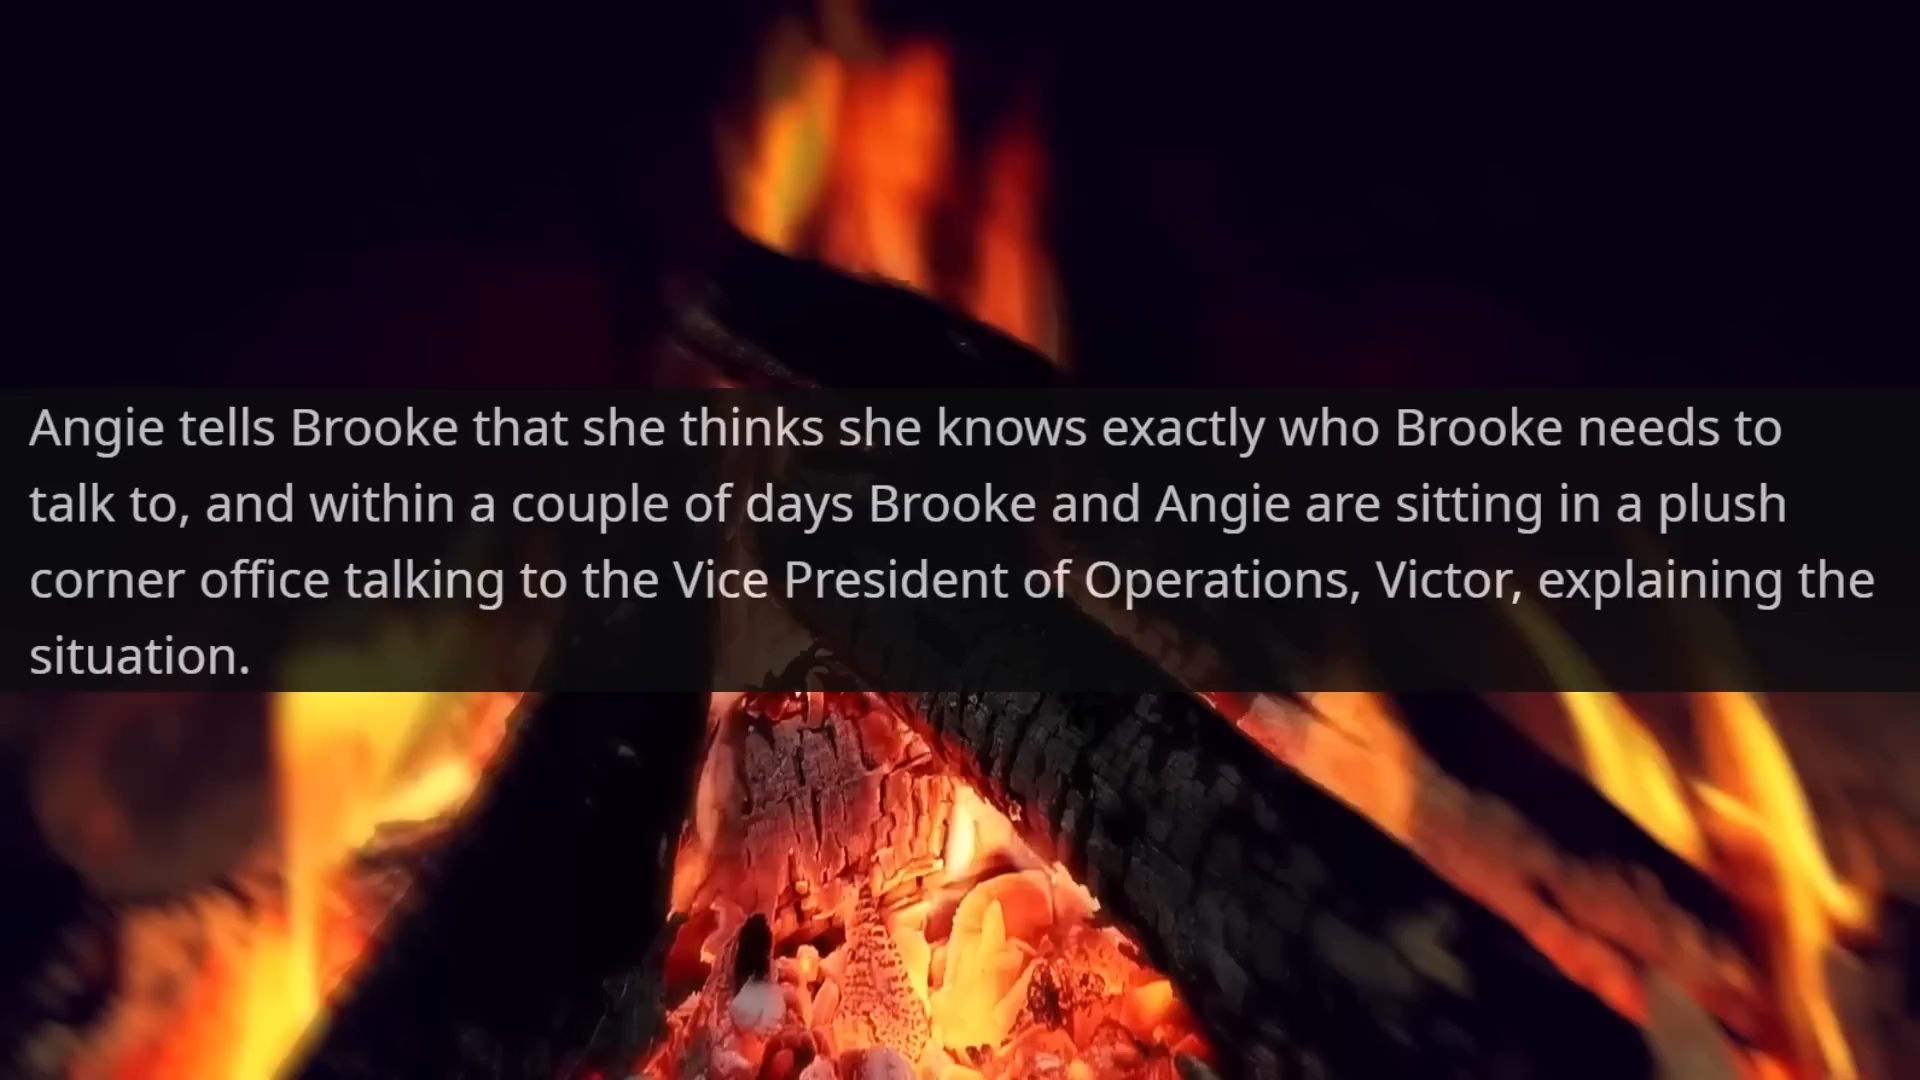 Angie tells Brooke that she thinks she knows exactly who Brooke needs to
talk to, and within a couple of days Brooke and Angie are sitting in a plush
corner office talking to the Vice President of Operations, Victor, explaining the
situation.